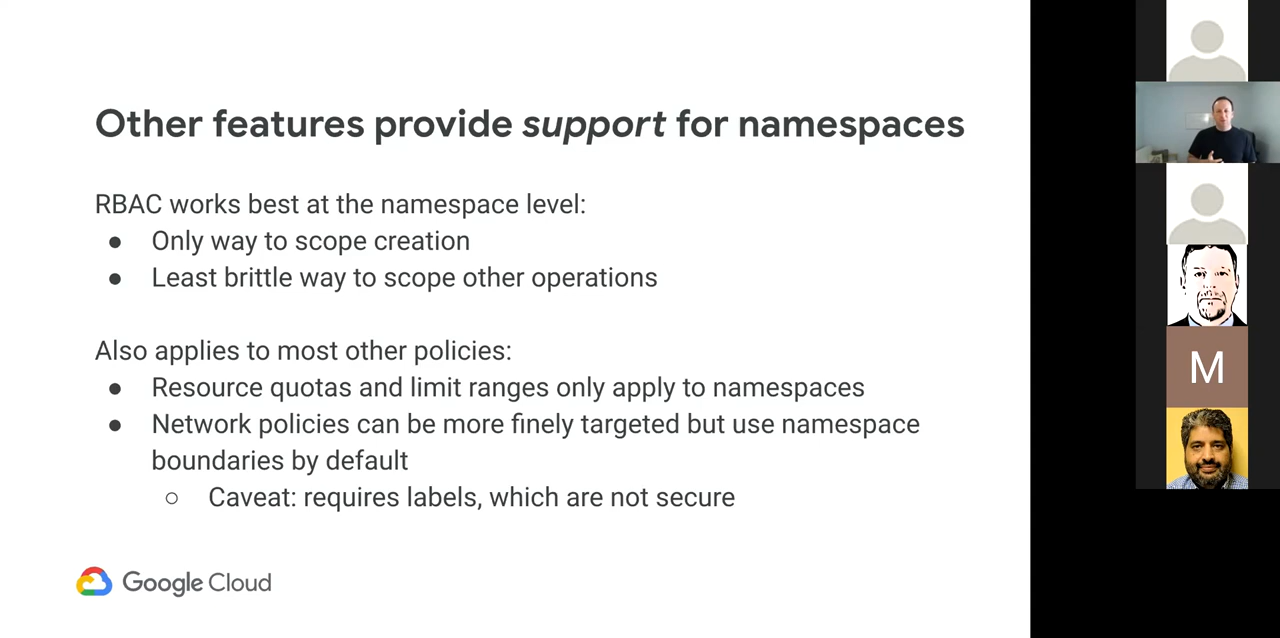 Other features provide support for namespaces
RBAC works best at the namespace level:
● Only way to scope creation
● Least brittle way to scope other operations
Also applies to most other policies:
● Resource quotas and limit ranges only apply to namespaces
● Network policies can be more finely targeted but use namespace
boundaries by default
○ Caveat: requires labels, which are not secure
Google Cloud
M